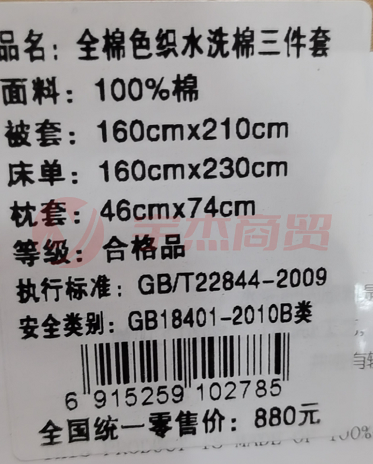 品名：全棉色织水洗棉三件套
面料：100%棉
被套：160cmx210cm
床单：160cmx230cm
杰商贸
枕套：46cmx74cm
等级：合格品
执行标准：GB/T22844-2009
安全类别：GB18401-2010B类
6 915259 102785
全国统一零售价：880元